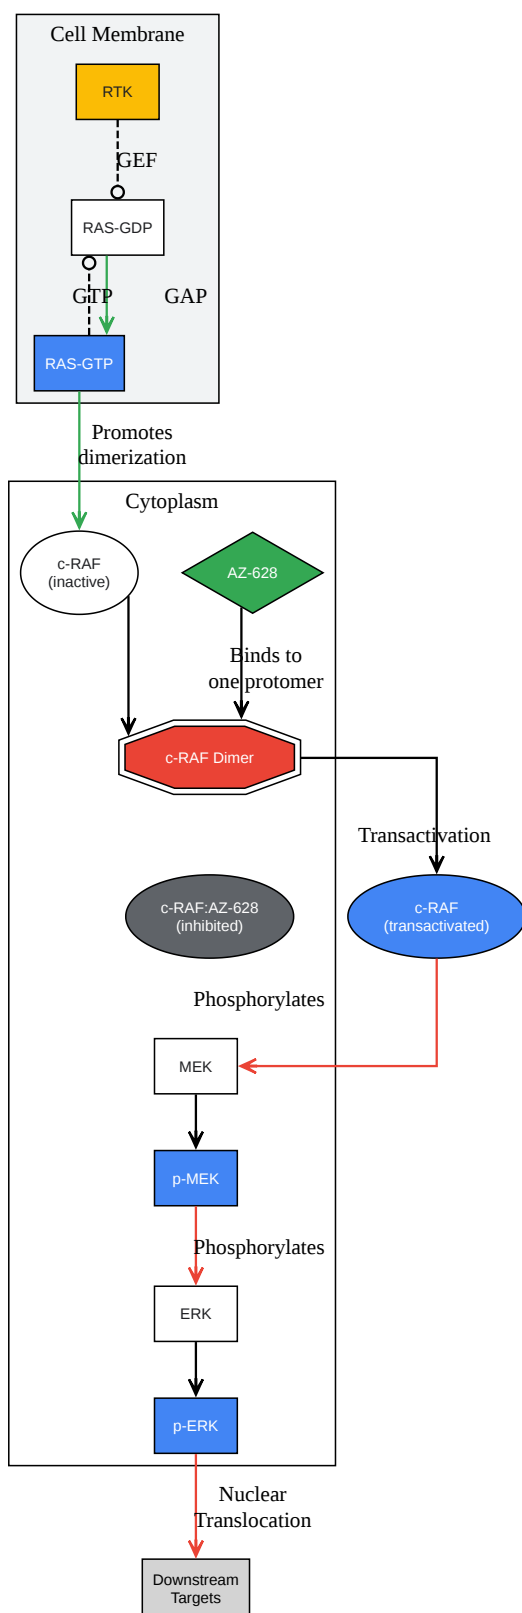 Cell Membrane
RTK
GEF
RAS-GDP
GTP
GAP
RAS-GTP
Promotes
dimerization
Cytoplasm
c-RAF
(inactive)
AZ-628
Binds to
one protomer
c-RAF Dimer
Transactivation
c-RAF:AZ-628
(inhibited)
c-RAF
(transactivated)
Phosphorylates
MEK
p-MEK
Phosphorylates
ERK
p-ERK
Nuclear
Translocation
Downstream
Targets